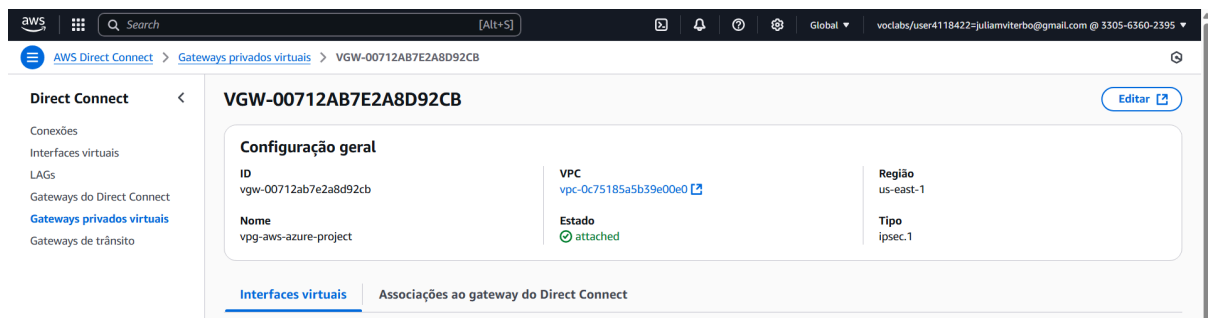 aws
Search
[Alt+S]
Global
voclabs/user4118422=juliamviterbo@gmail.com @ 3305-6360-2395
AWS Direct Connect > Gateways privados virtuais > VGW-00712AB7E2A8D92CB
Direct Connect
Conexões
Interfaces virtuais
LAGs
Gateways do Direct Connect
Gateways privados virtuais
Gateways de trânsito
VGW-00712AB7E2A8D92CB
Editar
Configuração geral
ID
vgw-00712ab7e2a8d92cb
Nome
vpg-aws-azure-project
VPC
vpc-0c75185a5b39e00e0
Estado
attached
Região
us-east-1
Tipo
ipsec.1
Interfaces virtuais
Associações ao gateway do Direct Connect